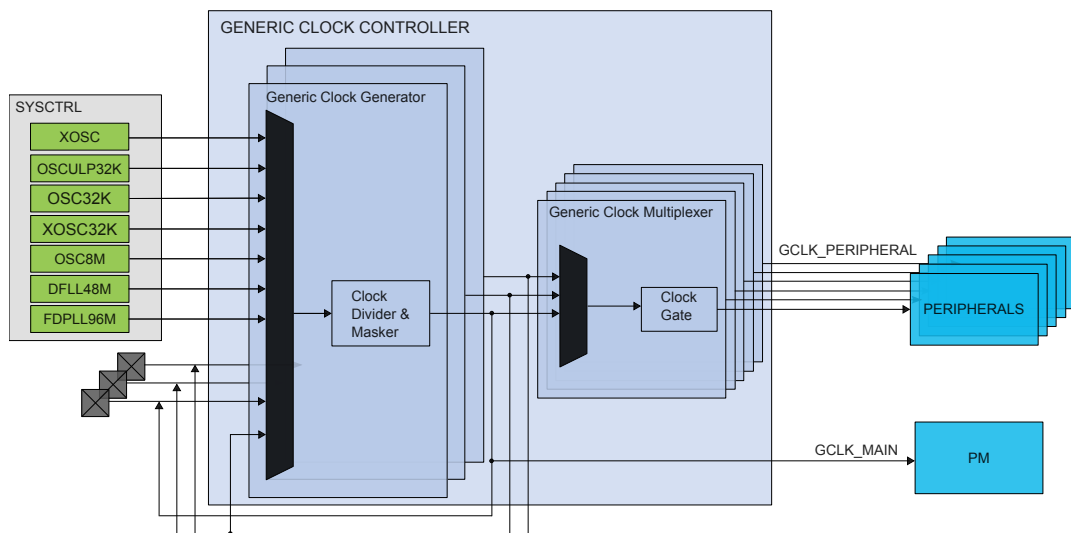 GENERIC CLOCK CONTROLLER
Generic Clock Generator
SYSCTRL
XOSC
OSCULP32K
OSC32K
XOSC32K
OSC8M
DFLL48M
FDPLL96M
Clock
Divider &
Masker
Generic Clock Multiplexer
Clock
Gate
GCLK_PERIPHERAL
PERIPHERALS
GCLK_MAIN
PM